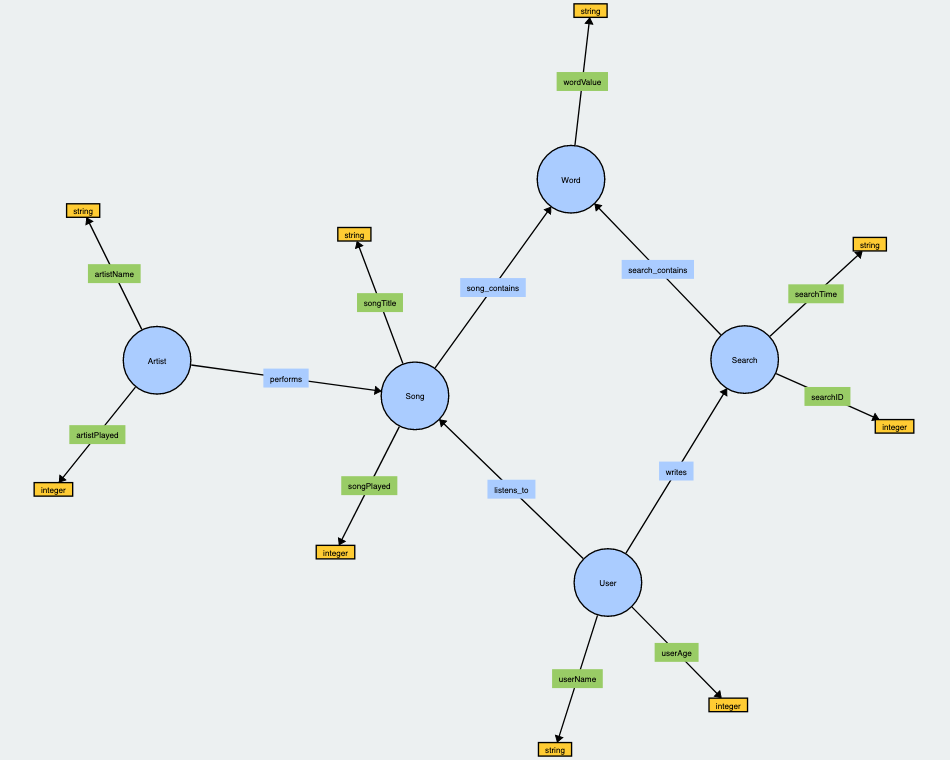 string
wordValue
Word
string
string
string
artistName
songTitle
song_contains
search_contains
searchTime
Artist
performs
Song
Search
searchID
integer
artistPlayed
integer
songPlayed
listens_to
writes
integer
User
userName
userAge
integer
string